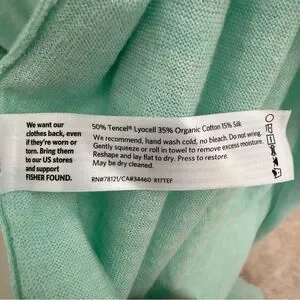 We want our
clothes back, even
if they're worn or
torn. Bring them
to our US stores
and support
FISHER FOUND.
50% Tencel® Lyocell 35% Organic Cotton 15% Silk
We recommend, hand wash cold, no bleach. Do not wring.
Gently squeeze or roll in towel to remove excess moisture.
Reshape and lay flat to dry. Press to restore.
May be dry cleaned.
RN#78121/CA#34460 R17TEF